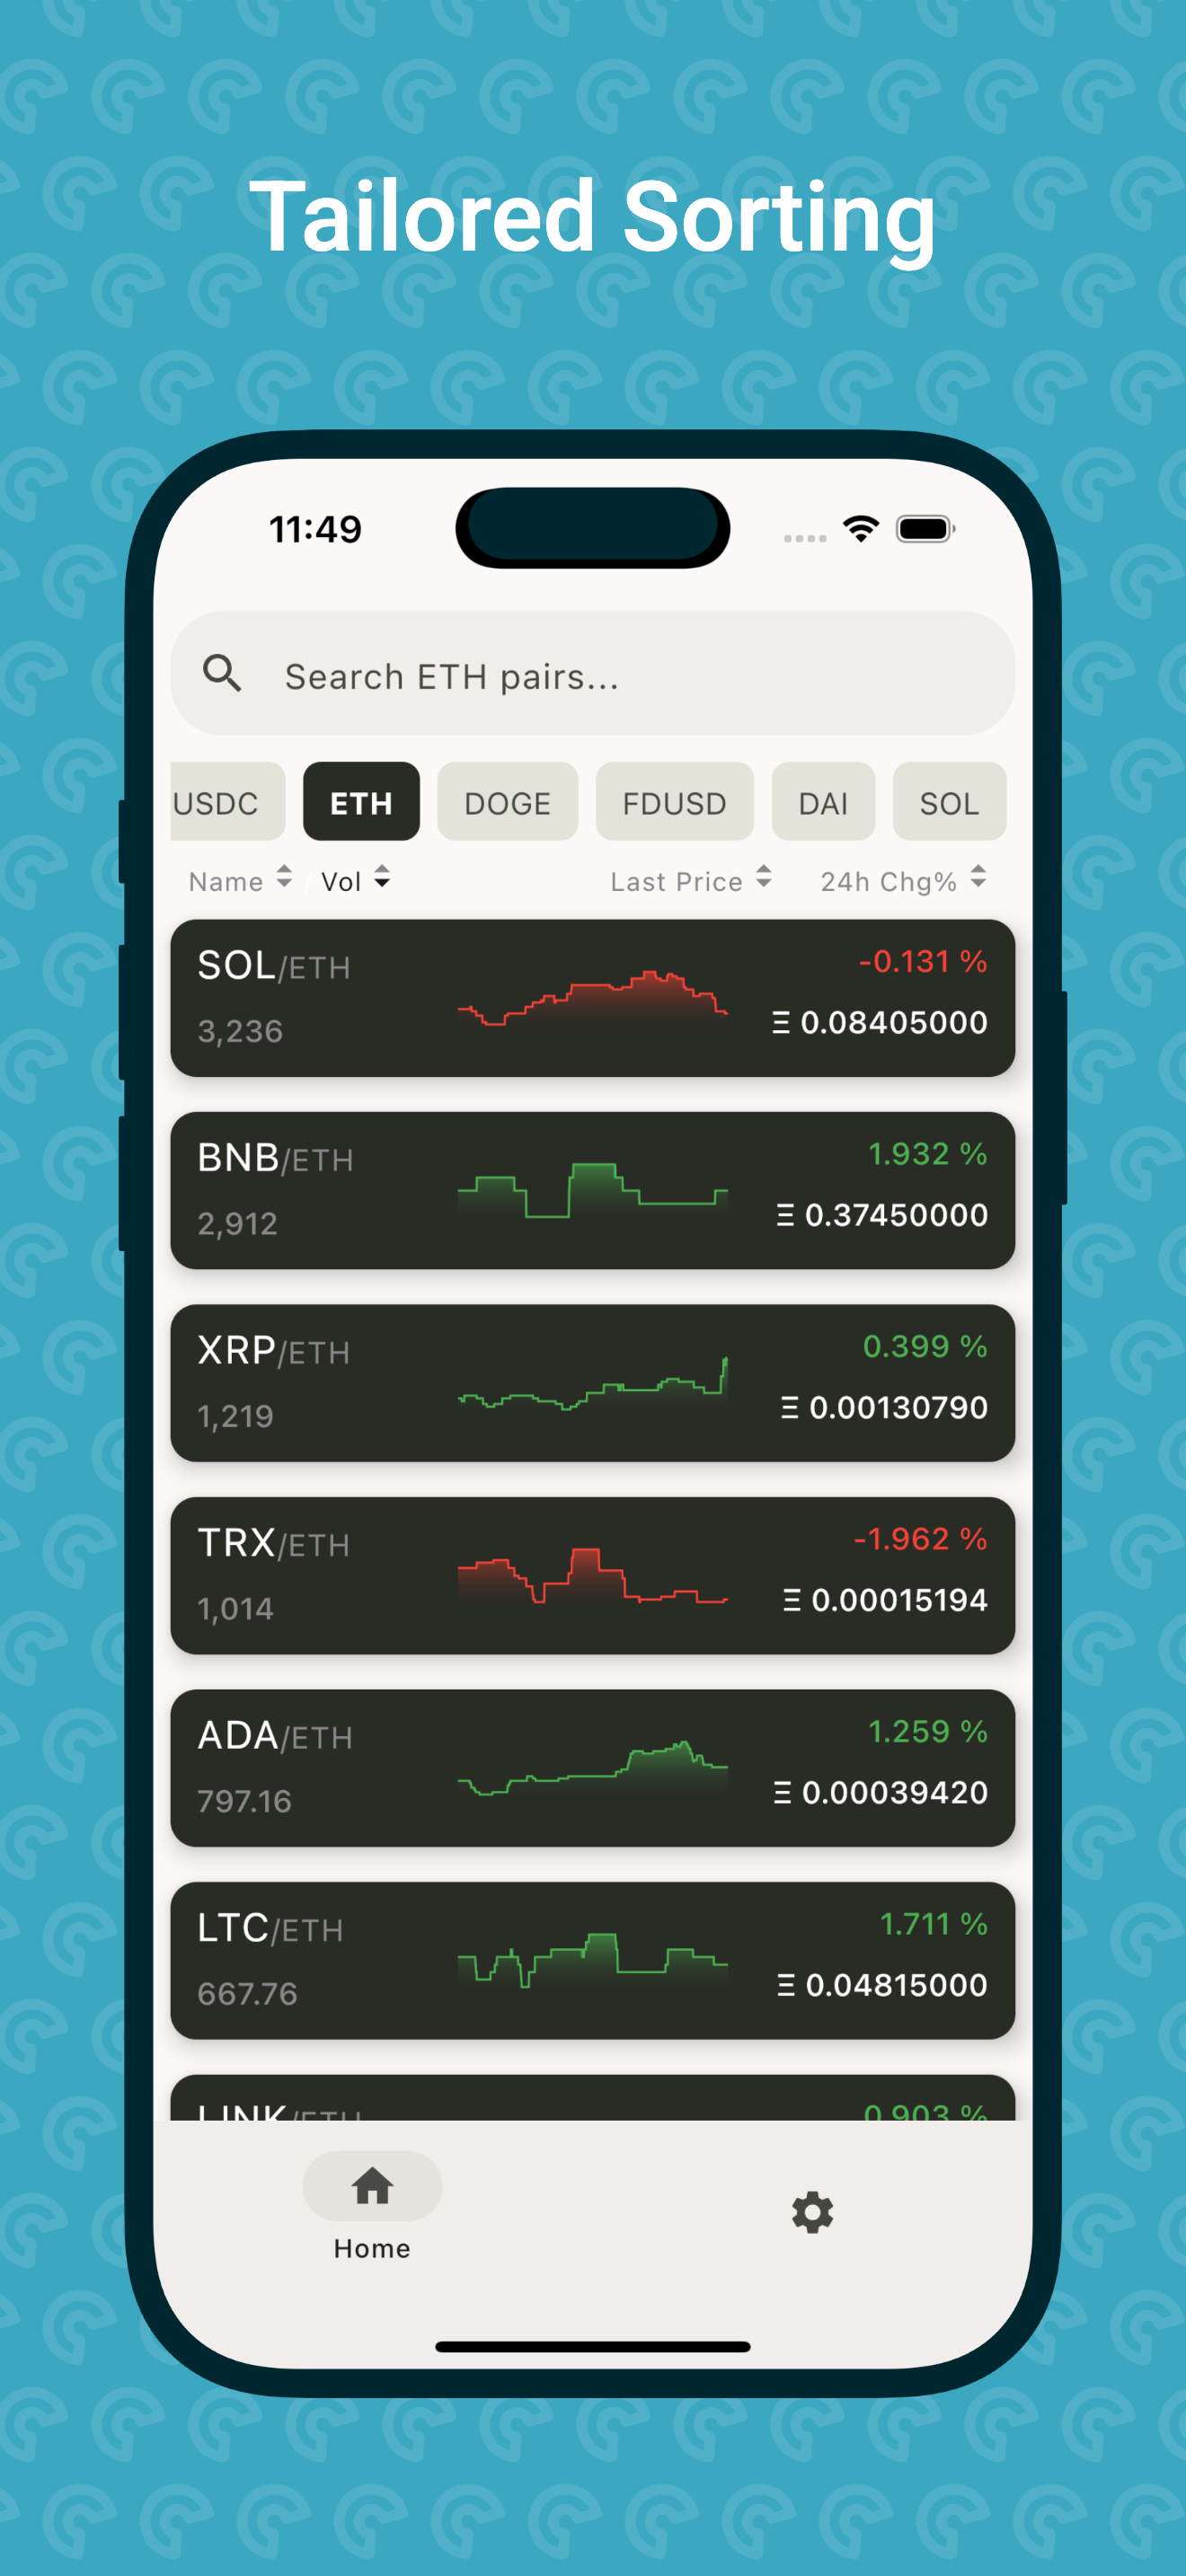 Tailored Sorting
11:49
Search ETH pairs...
USDC ETH DOGE FDUSD DAI SOL
Name / Vol Last Price 24h Chg%
SOL/ETH -0.131 %
3,236 Ξ 0.08405000
BNB/ETH 1.932 %
2,912 Ξ 0.37450000
XRP/ETH 0.399 %
1,219 Ξ 0.00130790
TRX/ETH -1.962 %
1,014 Ξ 0.00015194
ADA/ETH 1.259 %
797.16 Ξ 0.00039420
LTC/ETH 1.711 %
667.76 Ξ 0.04815000
LINK/ETH 0.903 %
Home